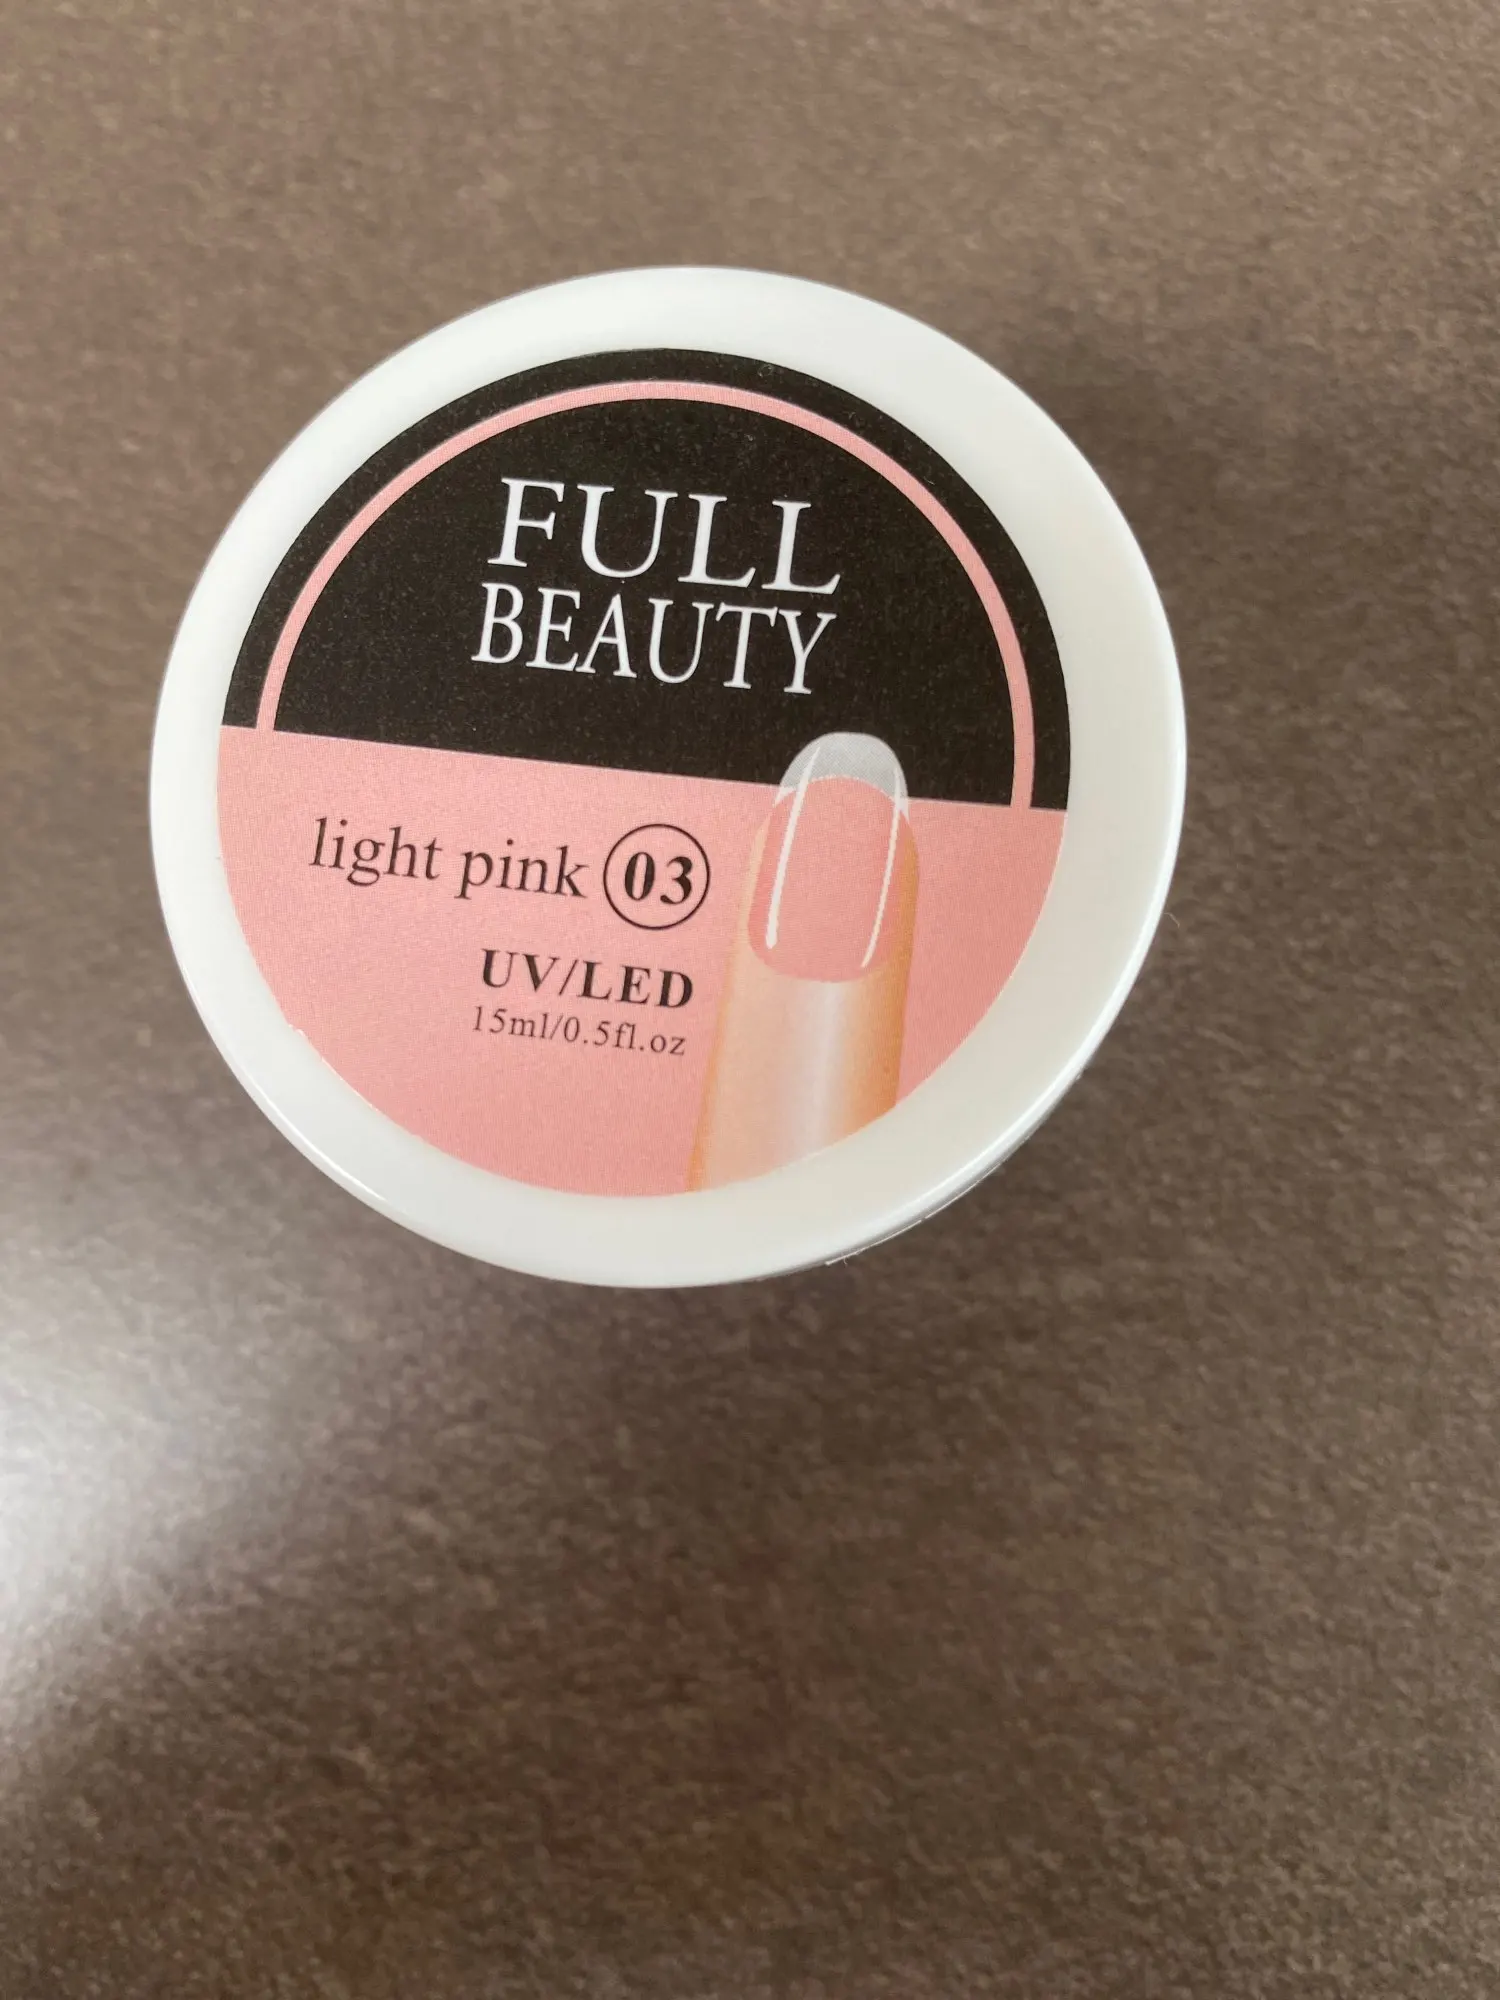 FULL
BEAUTY
light pink 03
UV/LED
15ml/0.5fl.oz